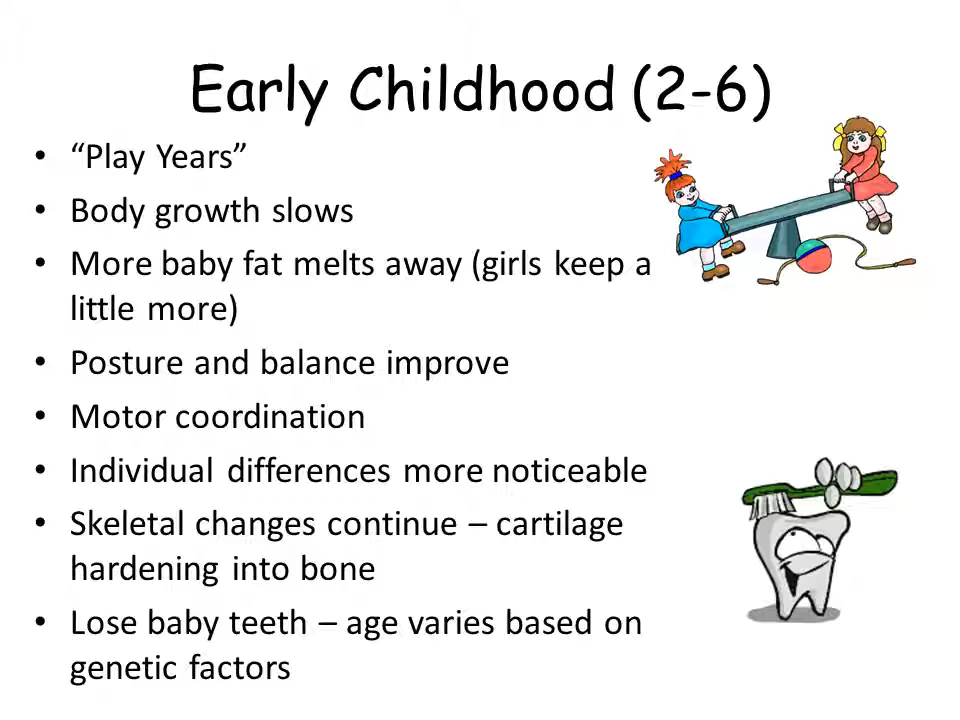 Early Childhood (2-6)
• “Play Years”
• Body growth slows
• More baby fat melts away (girls keep a
little more)
• Posture and balance improve
• Motor coordination
• Individual differences more noticeable
• Skeletal changes continue – cartilage
hardening into bone
• Lose baby teeth – age varies based on
genetic factors